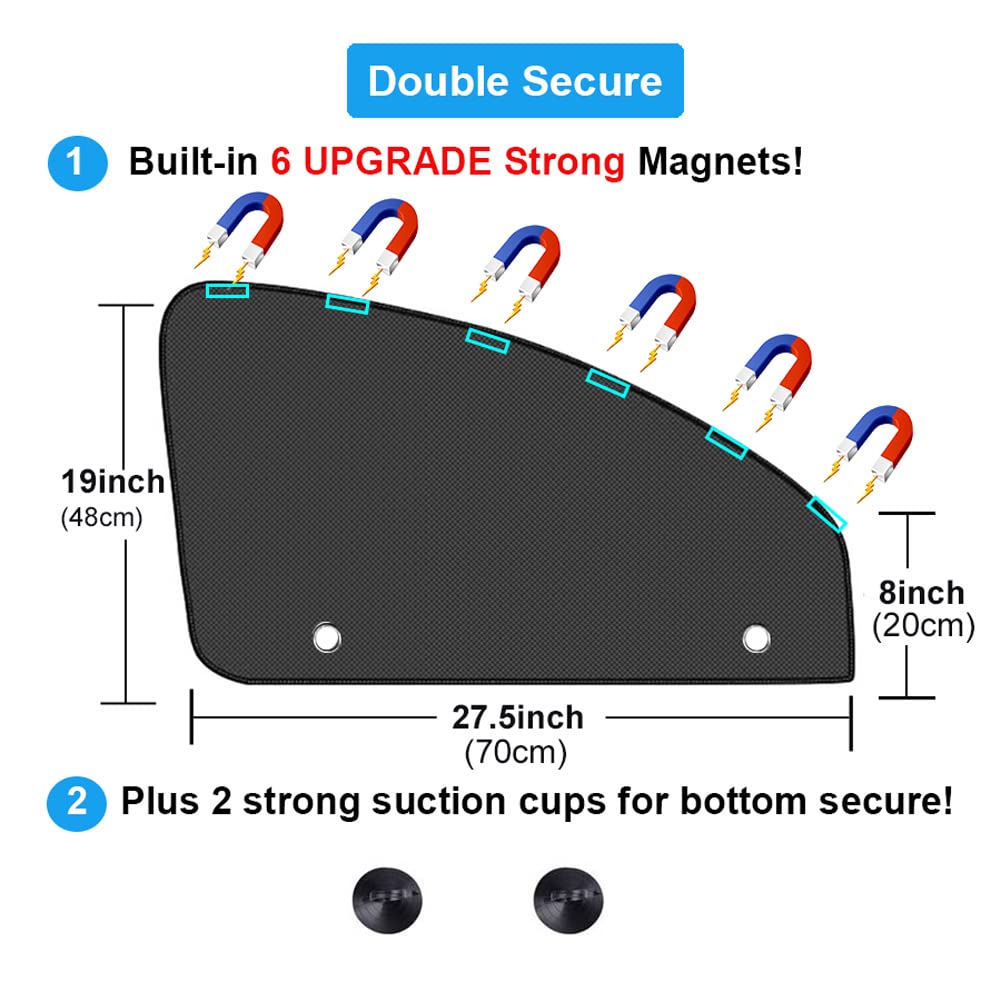 Double Secure
1 Built-in 6 UPGRADE Strong Magnets!
19inch
(48cm)
8inch
(20cm)
27.5inch
(70cm)
2 Plus 2 strong suction cups for bottom secure!